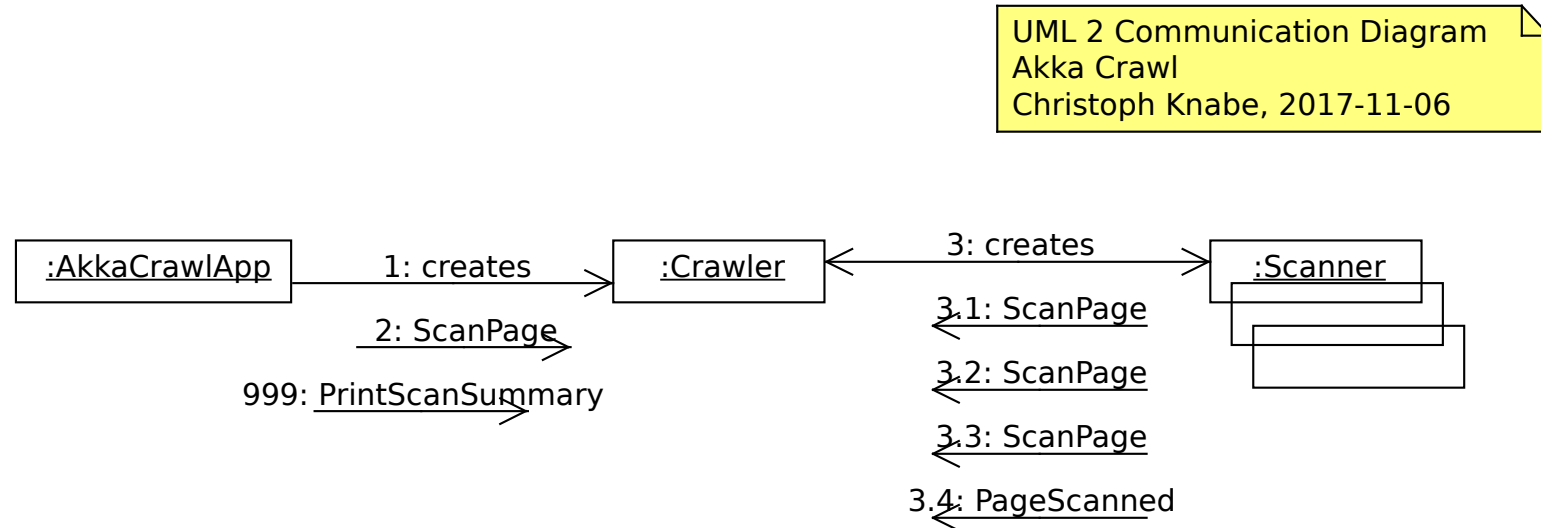 UML 2 Communication Diagram
Akka Crawl
Christoph Knabe, 2017-11-06
:AkkaCrawlApp
1: creates
:Crawler
3: creates
:Scanner
2: ScanPage
999: PrintScanSummary
3.1: ScanPage
3.2: ScanPage
3.3: ScanPage
3.4: PageScanned